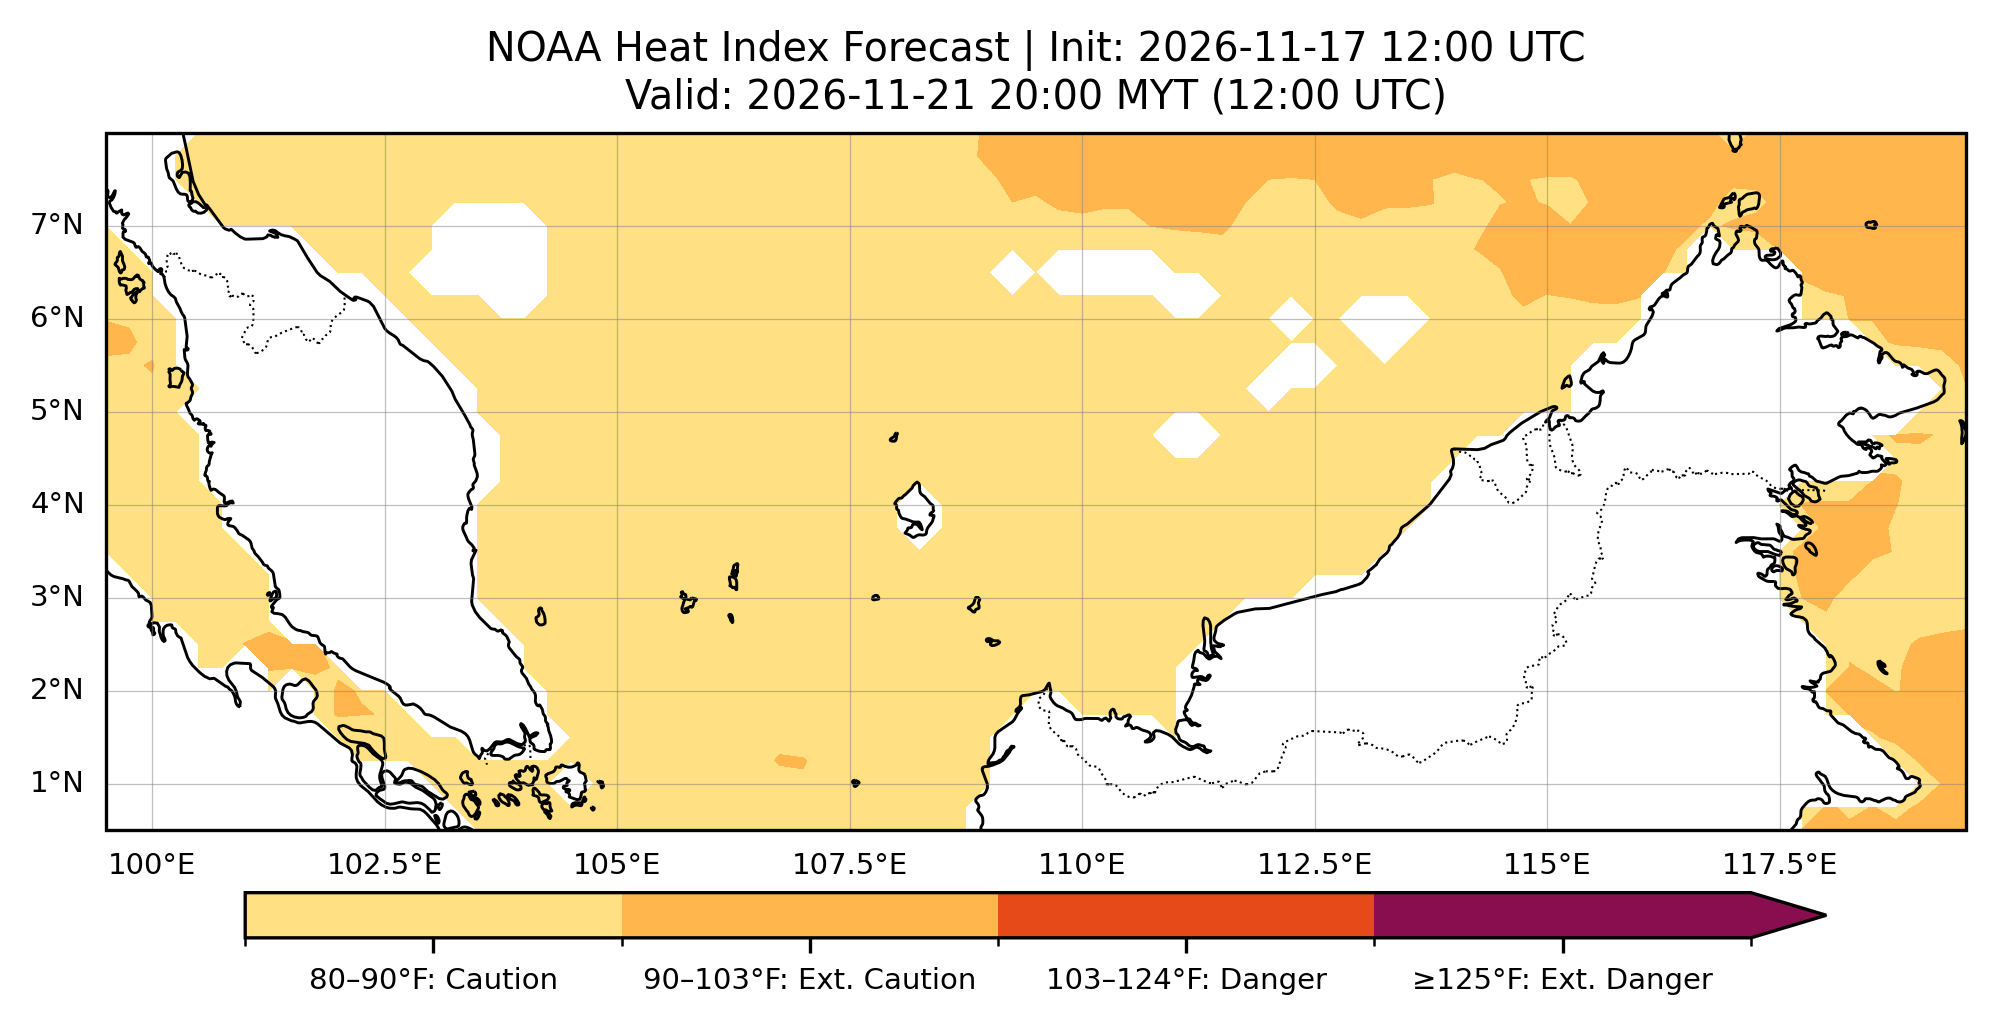 NOAA Heat Index Forecast | Init: 2026-11-17 12:00 UTC
Valid: 2026-11-21 20:00 MYT (12:00 UTC)
7°N
6°N
5°N
4°N
3°N
2°N
1°N
100°E
102.5°E
105°E
107.5°E
110°E
112.5°E
115°E
117.5°E
80–90°F: Caution
90–103°F: Ext. Caution
103–124°F: Danger
≥125°F: Ext. Danger